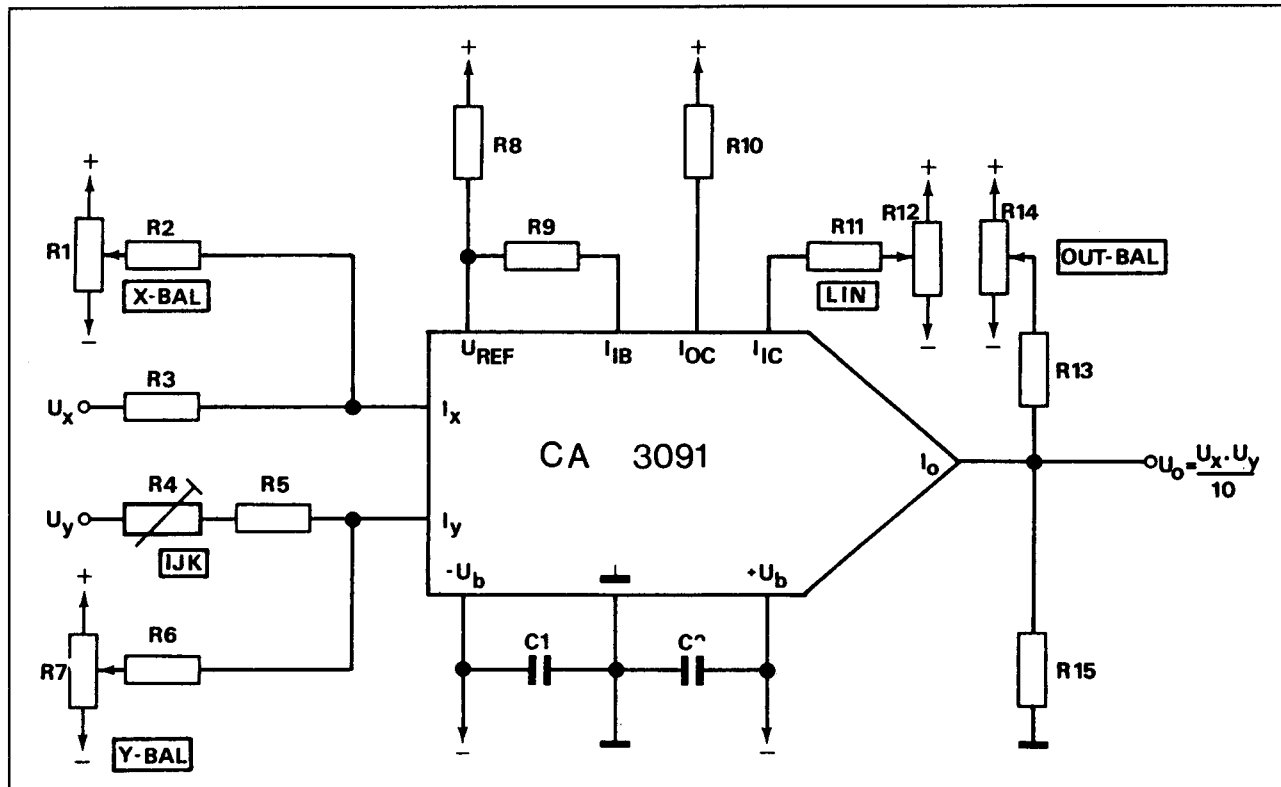 +
+
R8
R10
+
+
+
R1
R2
R9
R11
R12
R14
X-BAL
LIN
OUT-BAL
-
-
-
U_REF
I_IB
I_OC
I_IC
R13
R3
U_x
I_x
CA 3091
I_o
U_o = U_x . U_y / 10
R4
R5
U_y
I_y
IJK
-U_b
+U_b
+
R6
R7
C1
R15
-
-
-
Y-BAL